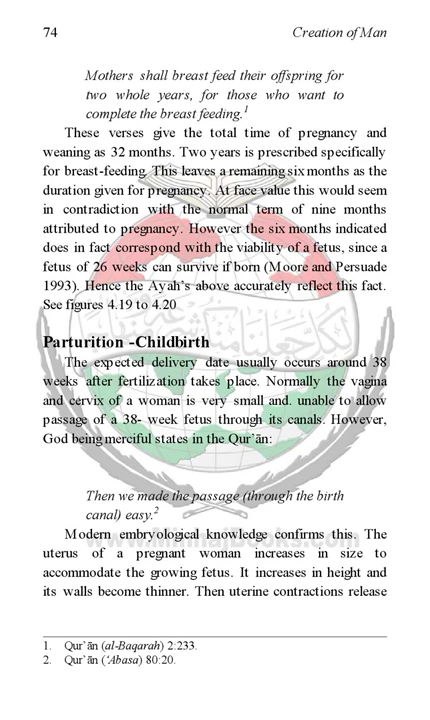 74 Creation of Man
Mothers shall breast feed their offspring for
two whole years, for those who want to
complete the breast feeding.1
These verses give the total time of pregnancy and
weaning as 32 months. Two years is prescribed specifically
for breast-feeding. This leaves a remaining six months as the
duration given for pregnancy. At face value this would seem
in contradiction with the normal term of nine months
attributed to pregnancy. However the six months indicated
does in fact correspond with the viability of a fetus, since a
fetus of 26 weeks can survive if born (Moore and Persuade
1993). Hence the Ayah's above accurately reflect this fact.
See figures 4.19 to 4.20
Parturition -Childbirth
The expected delivery date usually occurs around 38
weeks after fertilization takes place. Normally the vagina
and cervix of a woman is very small and. unable to allow
passage of a 38- week fetus through its canals. However,
God being merciful states in the Qur'ān:
Then we made the passage (through the birth
canal) easy.2
Modern embryological knowledge confirms this. The
uterus of a pregnant woman increases in size to
accommodate the growing fetus. It increases in height and
its walls become thinner. Then uterine contractions release
1. Qur'ān (al-Baqarah) 2:233.
2. Qur'ān ('Abasa) 80:20.